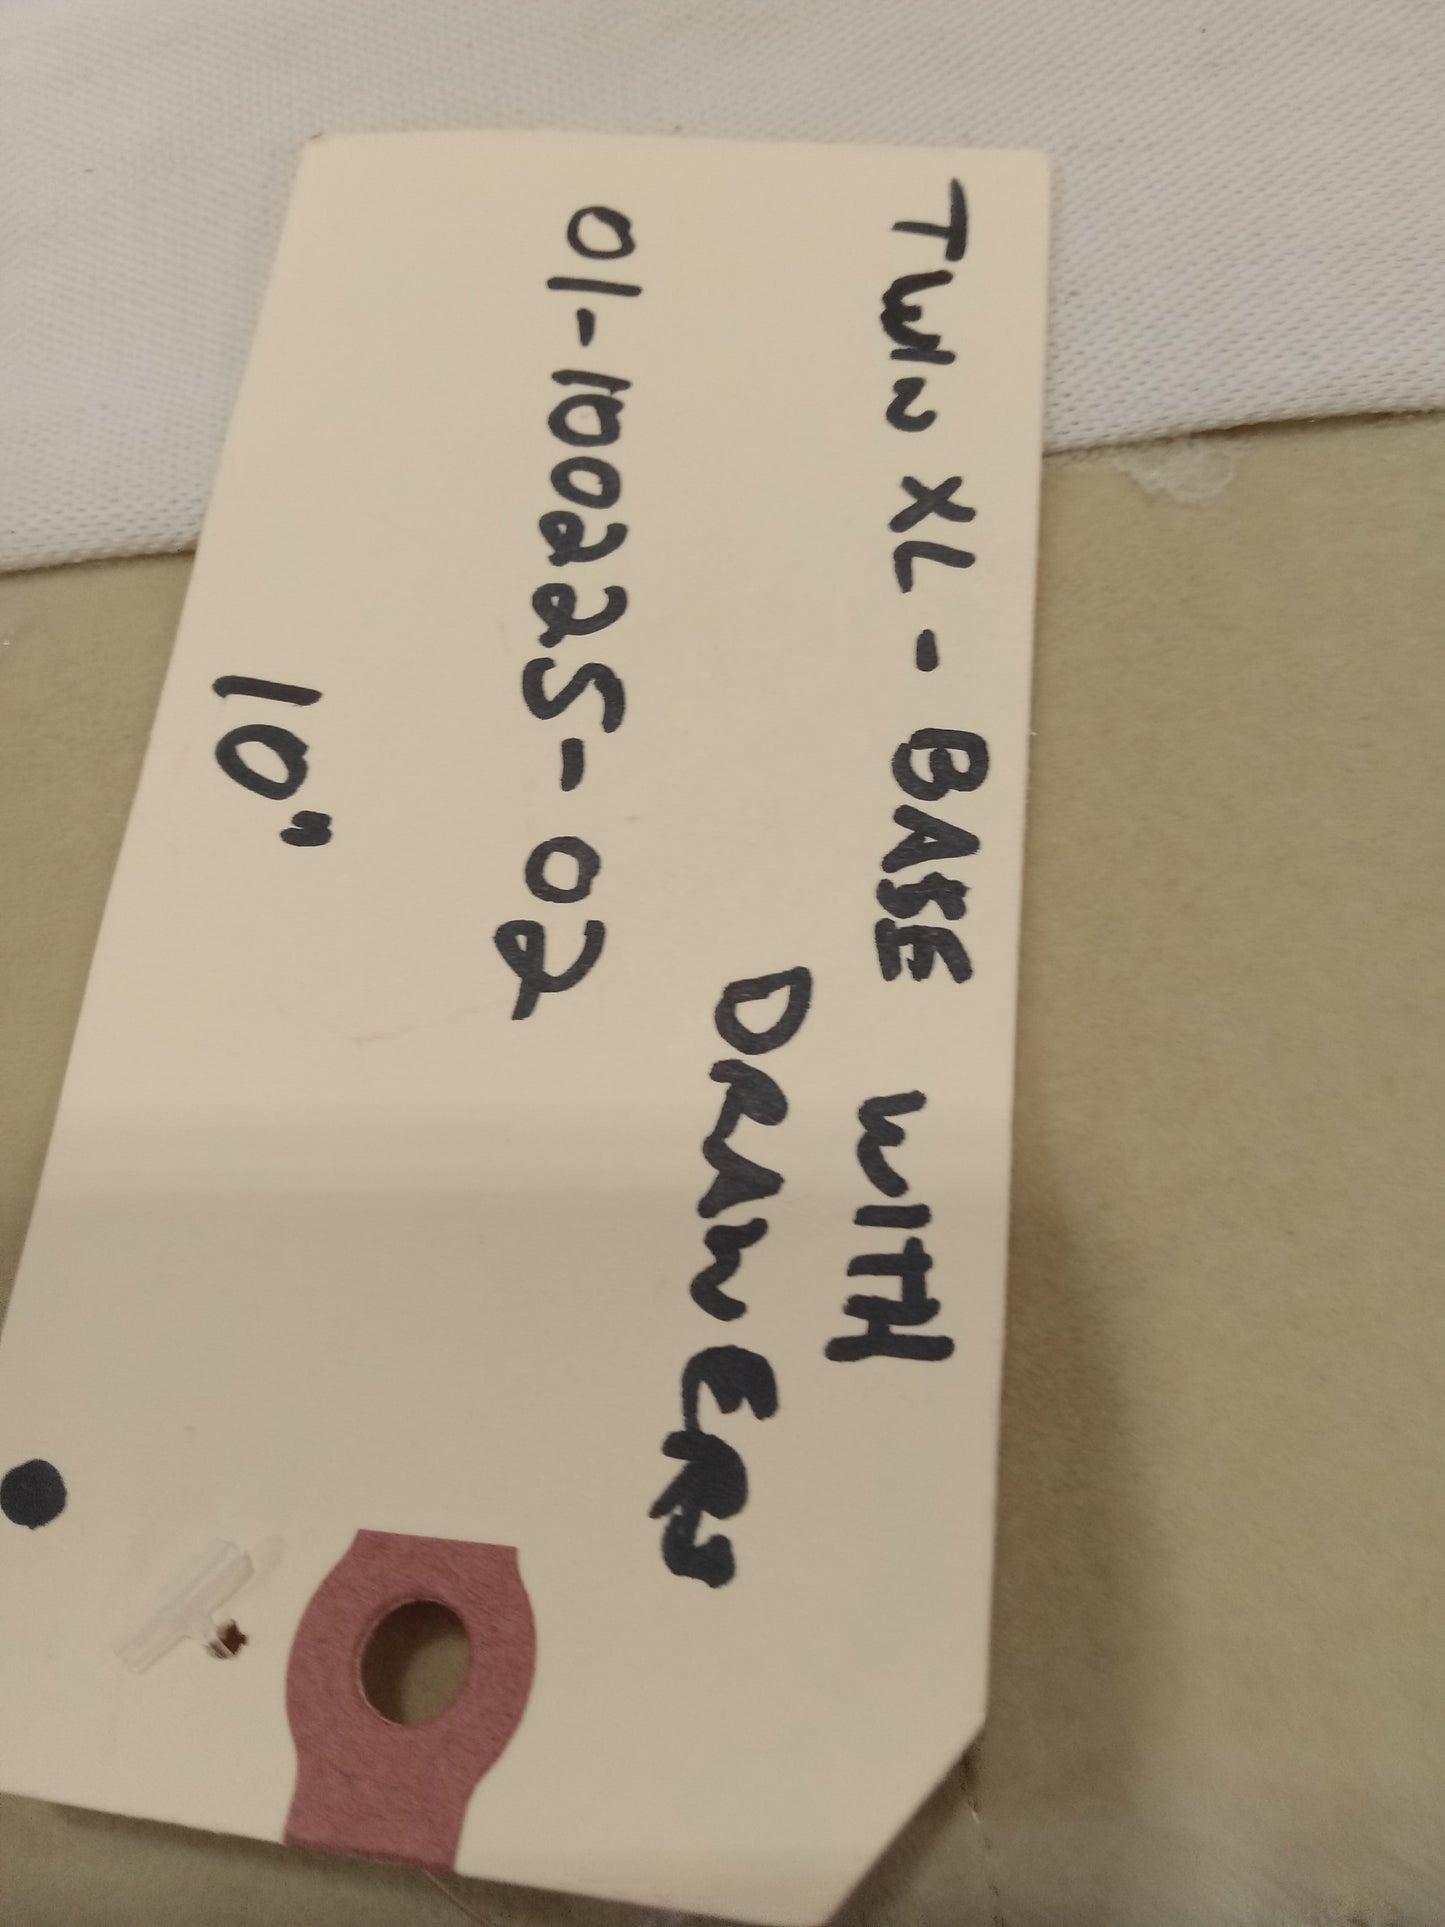 TWIN XL - BASE WITH
DRAWERS
01-100225-02
10"